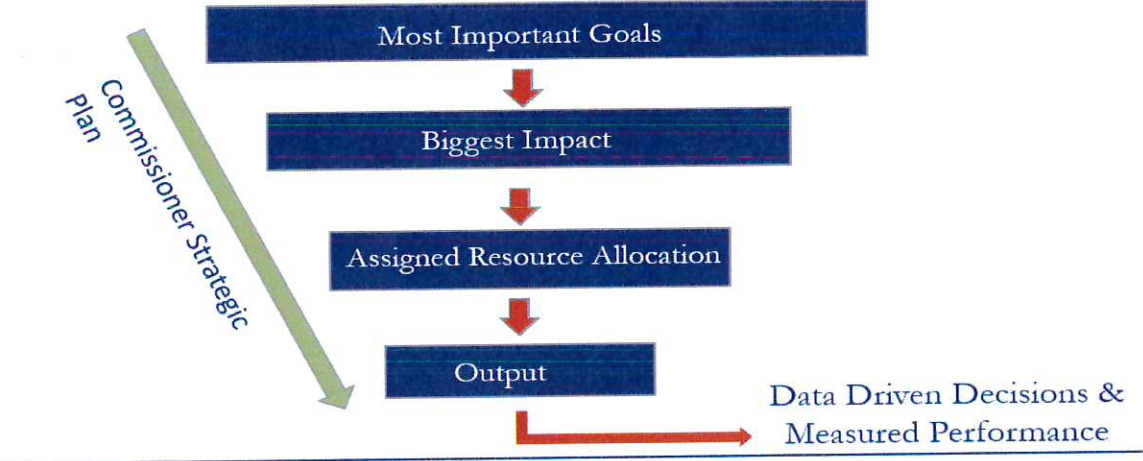 Most Important Goals
Commissioner Strategic
Plan
Biggest Impact
Assigned Resource Allocation
Output
Data Driven Decisions &
Measured Performance